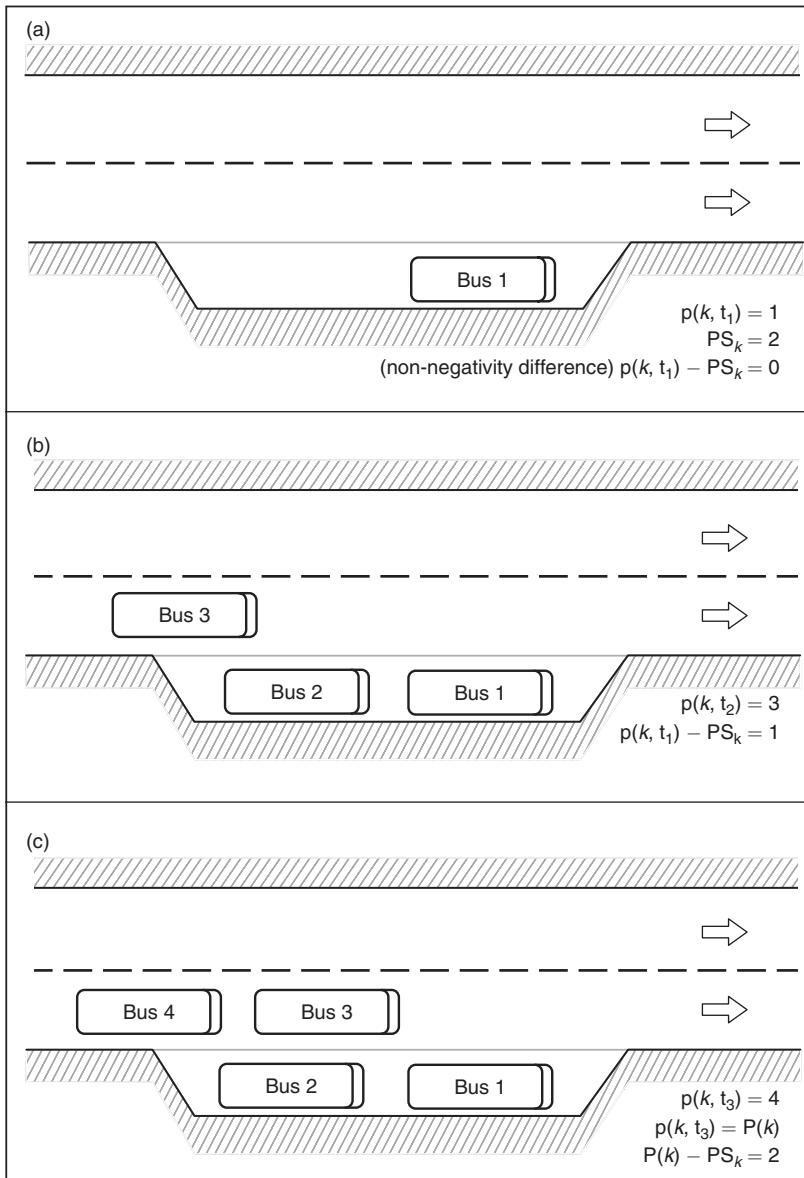 (a)
Bus 1
p(k, t₁) = 1
PSₖ = 2
(non-negativity difference) p(k, t₁) − PSₖ = 0
(b)
Bus 3
Bus 2 Bus 1
p(k, t₂) = 3
p(k, t₁) − PSₖ = 1
(c)
Bus 4 Bus 3
Bus 2 Bus 1
p(k, t₃) = 4
p(k, t₃) = P(k)
P(k) − PSₖ = 2